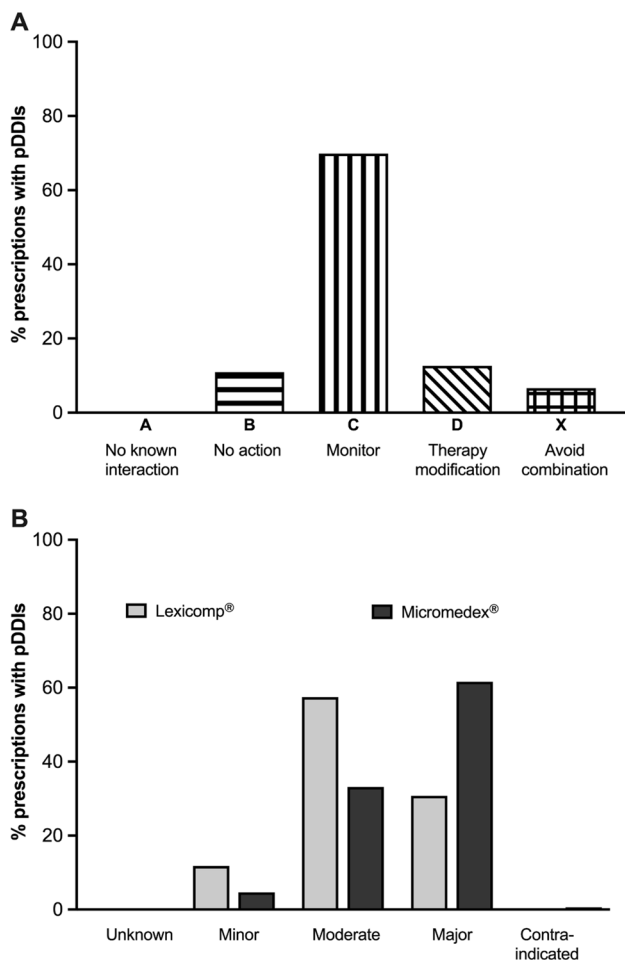 A
% prescriptions with pDDIs
100
80
60
40
20
0
A B C D X
No known interaction
No action
Monitor
Therapy modification
Avoid combination
B
% prescriptions with pDDIs
100
80
60
40
20
0
Lexicomp®
Micromedex®
Unknown
Minor
Moderate
Major
Contra-
indicated